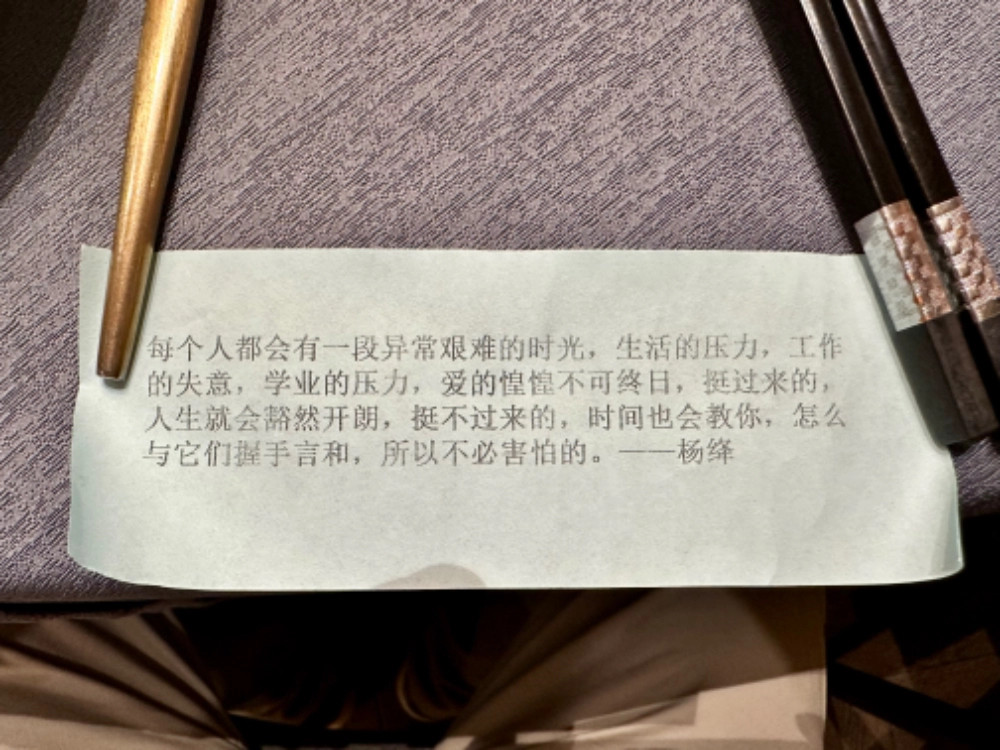 每个人都会有一段异常艰难的时光，生活的压力，工作
的失意，学业的压力，爱的惶惶不可终日，挺过来的，
人生就会豁然开朗，挺不过来的，时间也会教你，怎么
与它们握手言和，所以不必害怕的。——杨绛